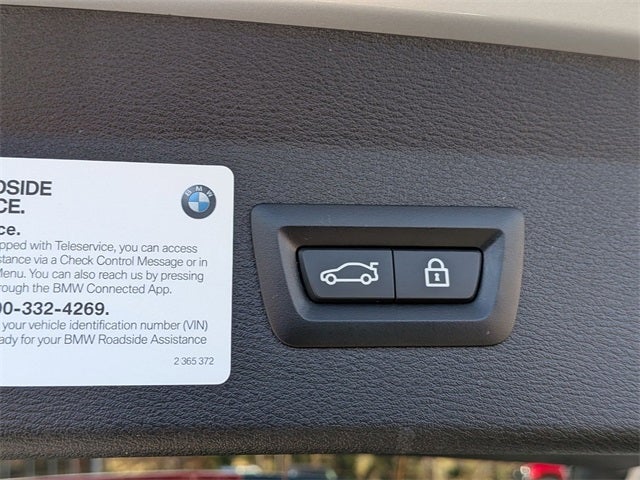 DSIDE
CE.
BMW
ce.
pped with Teleservice, you can access
stance via a Check Control Message or in
Menu. You can also reach us by pressing
rough the BMW Connected App.
00-332-4269.
your vehicle identification number (VIN)
ady for your BMW Roadside Assistance
2 365 372